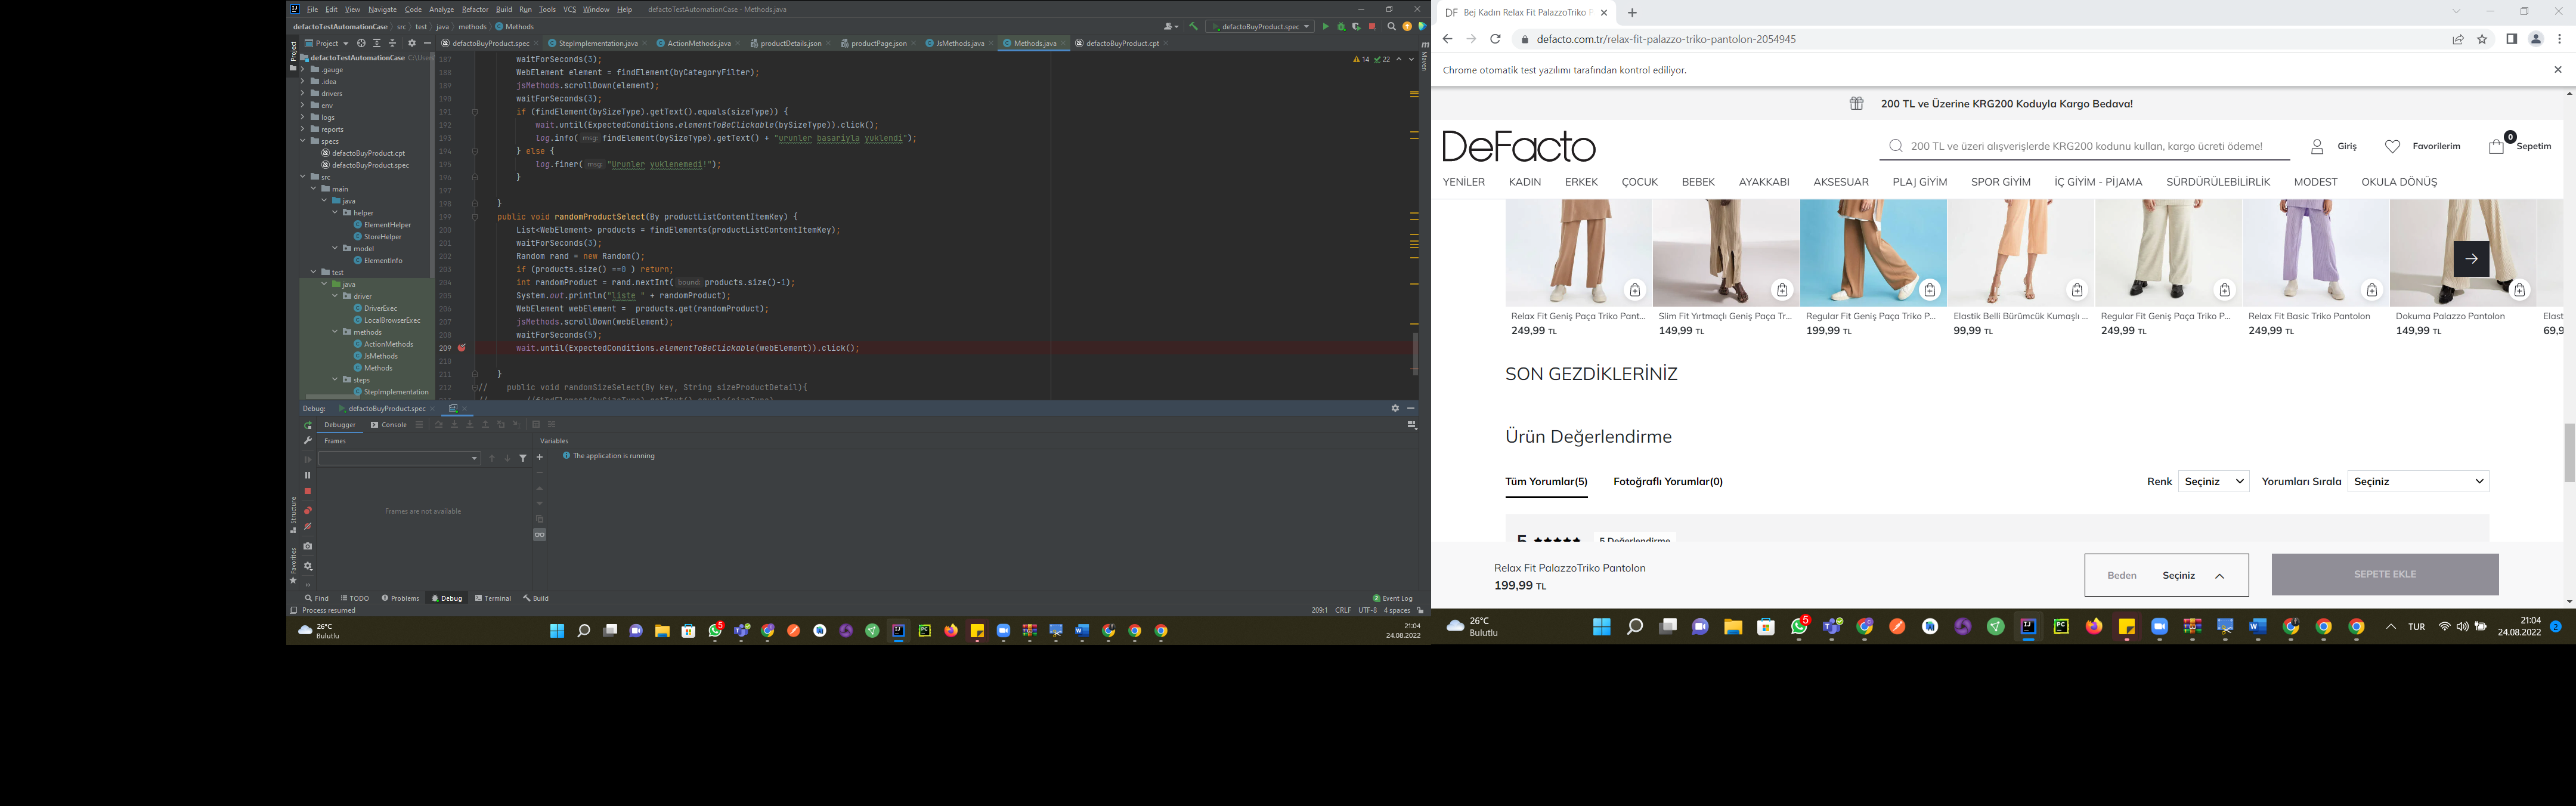 File Edit View Navigate Code Analyze Refactor Build Run Tools VCS Window Help defactoTestAutomationCase - Methods.java
defactoTestAutomationCase src test java methods Methods
defactoBuyProduct.spec
Project
defactoBuyProduct.spec StepImplementation.java ActionMethods.java productDetails.json productPage.json JsMethods.java Methods.java defactoBuyProduct.cpt
Project
Maven
defactoTestAutomationCase C:\User
.gauge
.idea
drivers
env
logs
reports
specs
defactoBuyProduct.cpt
defactoBuyProduct.spec
src
main
java
helper
ElementHelper
StoreHelper
model
ElementInfo
test
java
driver
DriverExec
LocalBrowserExec
methods
ActionMethods
JsMethods
Methods
steps
StepImplementation
14 22
187 waitForSeconds(3);
188 WebElement element = findElement(byCategoryFilter);
189 jsMethods.scrollDown(element);
190 waitForSeconds(3);
191 if (findElement(bySizeType).getText().equals(sizeType)) {
192 wait.until(ExpectedConditions.elementToBeClickable(bySizeType)).click();
193 log.info( msg: findElement(bySizeType).getText() + "urunler basariyla yuklendi");
194 } else {
195 log.finer( msg: "Urunler yuklenemedi!");
196 }
197
198 }
199 public void randomProductSelect(By productListContentItemKey) {
200 List<WebElement> products = findElements(productListContentItemKey);
201 waitForSeconds(3);
202 Random rand = new Random();
203 if (products.size() ==0 ) return;
204 int randomProduct = rand.nextInt( bound: products.size()-1);
205 System.out.println("liste " + randomProduct);
206 WebElement webElement = products.get(randomProduct);
207 jsMethods.scrollDown(webElement);
208 waitForSeconds(5);
209 wait.until(ExpectedConditions.elementToBeClickable(webElement)).click();
210
211 }
212 // public void randomSizeSelect(By key, String sizeProductDetail){
Debug: defactoBuyProduct.spec
Debugger Console
Frames
Variables
The application is running
Frames are not available
Structure
Favorites
Find TODO Problems Debug Terminal Build
Event Log
Process resumed
209:1 CRLF UTF-8 4 spaces
26°C
Bulutlu
5
21:04
24.08.2022
DF Bej Kadın Relax Fit PalazzoTriko P
defacto.com.tr/relax-fit-palazzo-triko-pantolon-2054945
Chrome otomatik test yazılımı tarafından kontrol ediliyor.
200 TL ve Üzerine KRG200 Koduyla Kargo Bedava!
DeFacto
200 TL ve üzeri alışverişlerde KRG200 kodunu kullan, kargo ücreti ödeme!
Giriş Favorilerim 0 Sepetim
YENİLER KADIN ERKEK ÇOCUK BEBEK AYAKKABI AKSESUAR PLAJ GİYİM SPOR GİYİM İÇ GİYİM - PİJAMA SÜRDÜRÜLEBİLİRLİK MODEST OKULA DÖNÜŞ
Relax Fit Geniş Paça Triko Pant... Slim Fit Yırtmaçlı Geniş Paça Tr... Regular Fit Geniş Paça Triko P... Elastik Belli Bürümcük Kumaşlı ... Regular Fit Geniş Paça Triko P... Relax Fit Basic Triko Pantolon Dokuma Palazzo Pantolon Elast
249,99 TL 149,99 TL 199,99 TL 99,99 TL 249,99 TL 249,99 TL 199,99 TL 69,9
SON GEZDİKLERİNİZ
Ürün Değerlendirme
Tüm Yorumlar(5) Fotoğraflı Yorumlar(0)
Renk Seçiniz Yorumları Sırala Seçiniz
5 5 Değerlendirme
Relax Fit PalazzoTriko Pantolon
199,99 TL
Beden Seçiniz
SEPETE EKLE
26°C
Bulutlu
5
TUR
21:04
24.08.2022
2